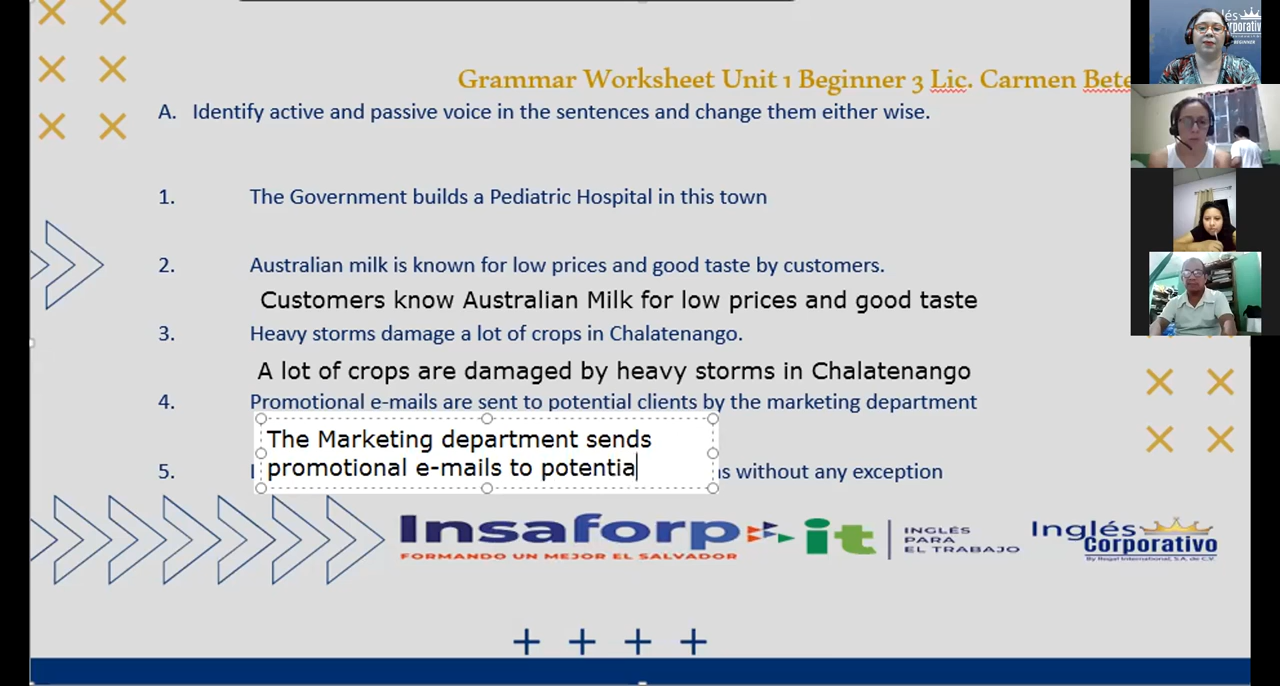 Grammar Worksheet Unit 1 Beginner 3 Lic. Carmen Bete
A. Identify active and passive voice in the sentences and change them either wise.
1. The Government builds a Pediatric Hospital in this town
2. Australian milk is known for low prices and good taste by customers.
Customers know Australian Milk for low prices and good taste
3. Heavy storms damage a lot of crops in Chalatenango.
A lot of crops are damaged by heavy storms in Chalatenango
4. Promotional e-mails are sent to potential clients by the marketing department
The Marketing department sends
promotional e-mails to potentia
5. without any exception
Insaforp
FORMANDO UN MEJOR EL SALVADOR
it
INGLÉS
PARA
EL TRABAJO
Inglés
Corporativo
By Regal International, S.A. de C.V.
BEGINNER